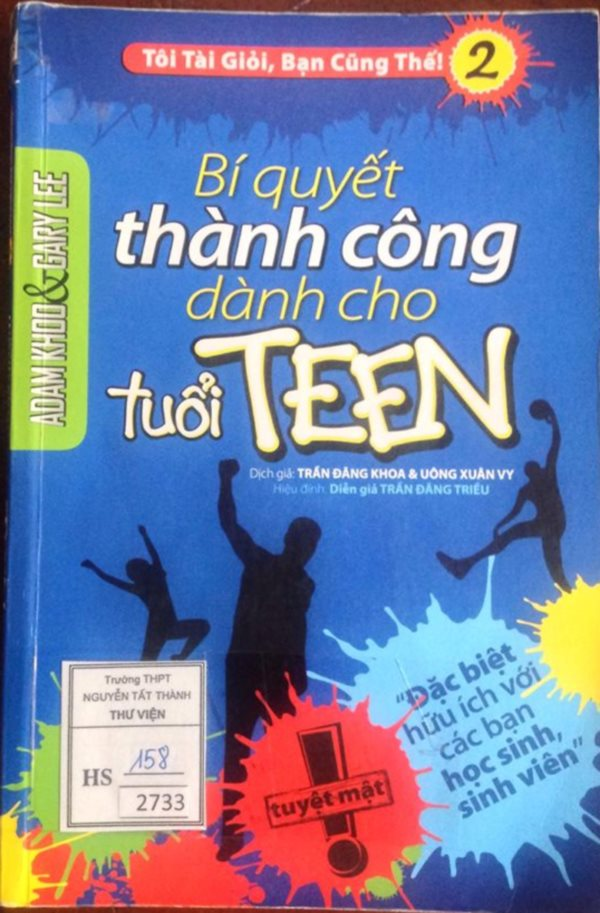 Tôi Tài Giỏi, Bạn Cũng Thế! 2
ADAM KHOO & GARY LEE
Bí quyết
thành công
dành cho
tuổi TEEN
Dịch giả: TRẦN ĐĂNG KHOA & UÔNG XUÂN VY
Hiệu đính: Diễn giả TRẦN ĐĂNG TRIỀU
"Đặc biệt
hữu ích với
các bạn
học sinh,
sinh viên"
tuyệt mật
Trường THPT
NGUYỄN TẤT THÀNH
THƯ VIỆN
HS 158
2733